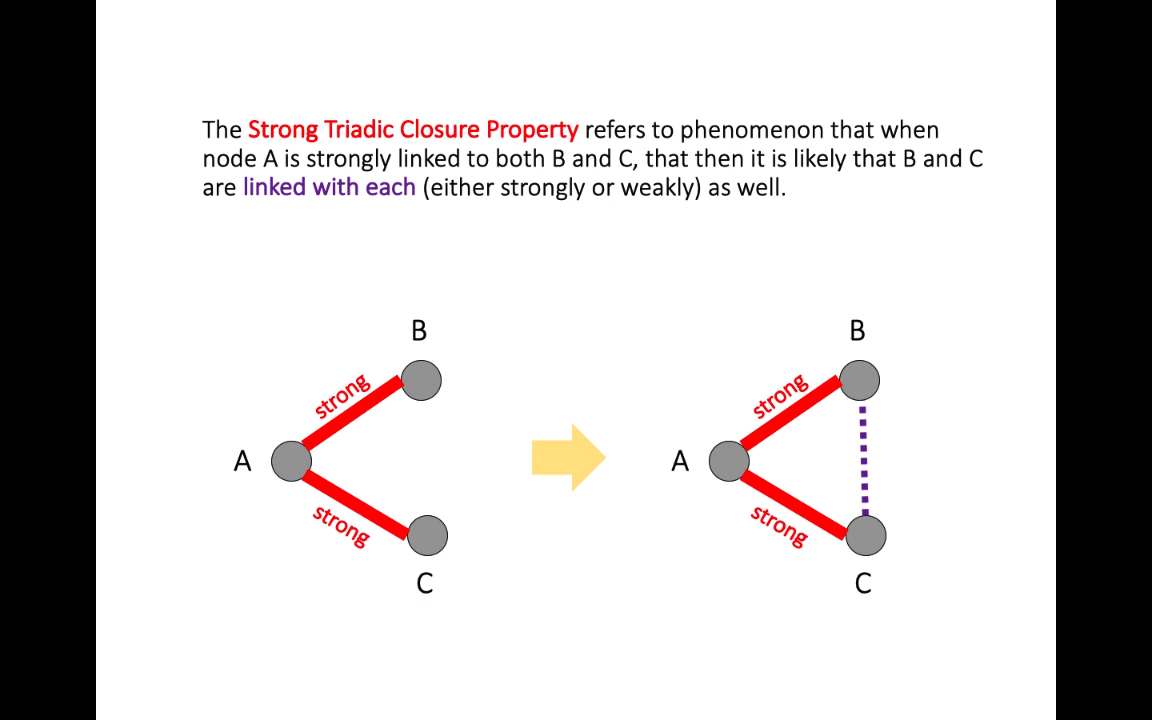 The Strong Triadic Closure Property refers to phenomenon that when
node A is strongly linked to both B and C, that then it is likely that B and C
are linked with each (either strongly or weakly) as well.
B
B
strong
strong
A
A
strong
strong
C
C